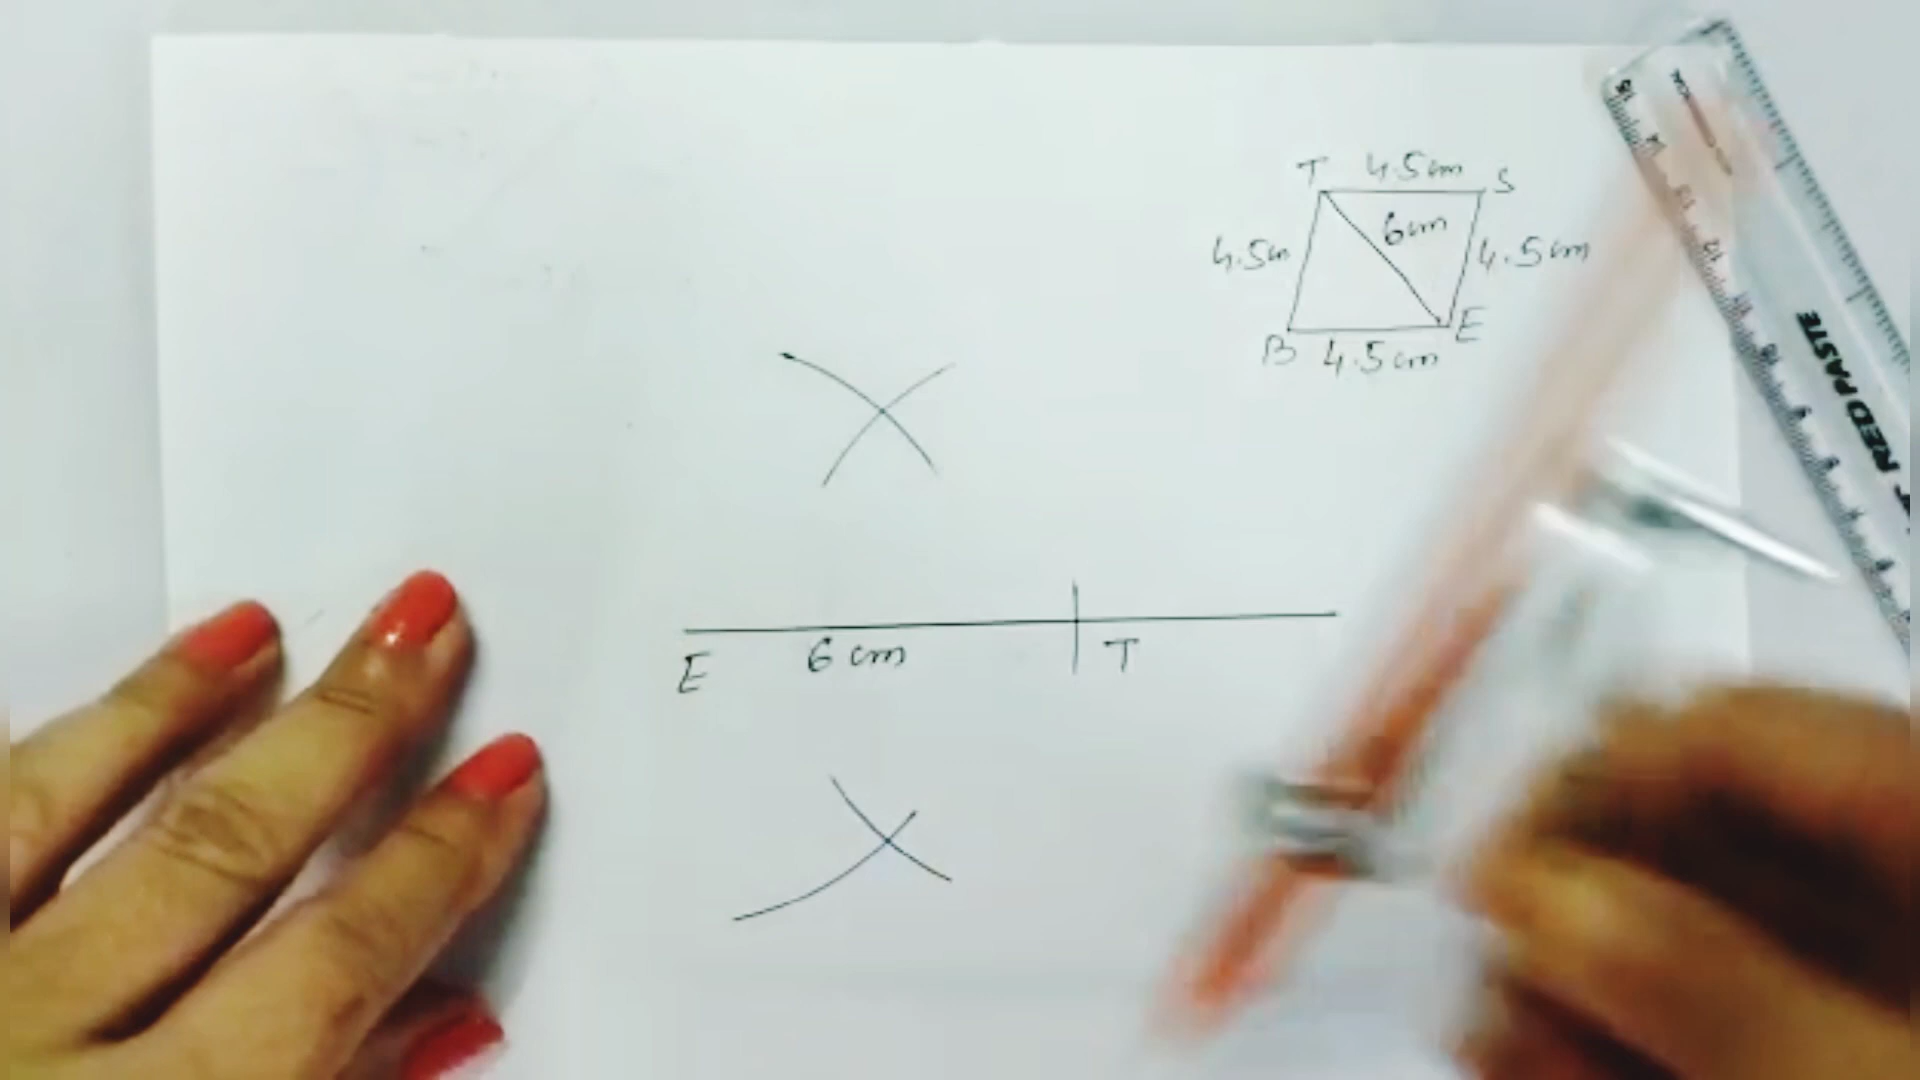 T 4.5cm S
6cm
4.5cm 4.5cm
B 4.5cm E
6 cm
E T
RED PASTE